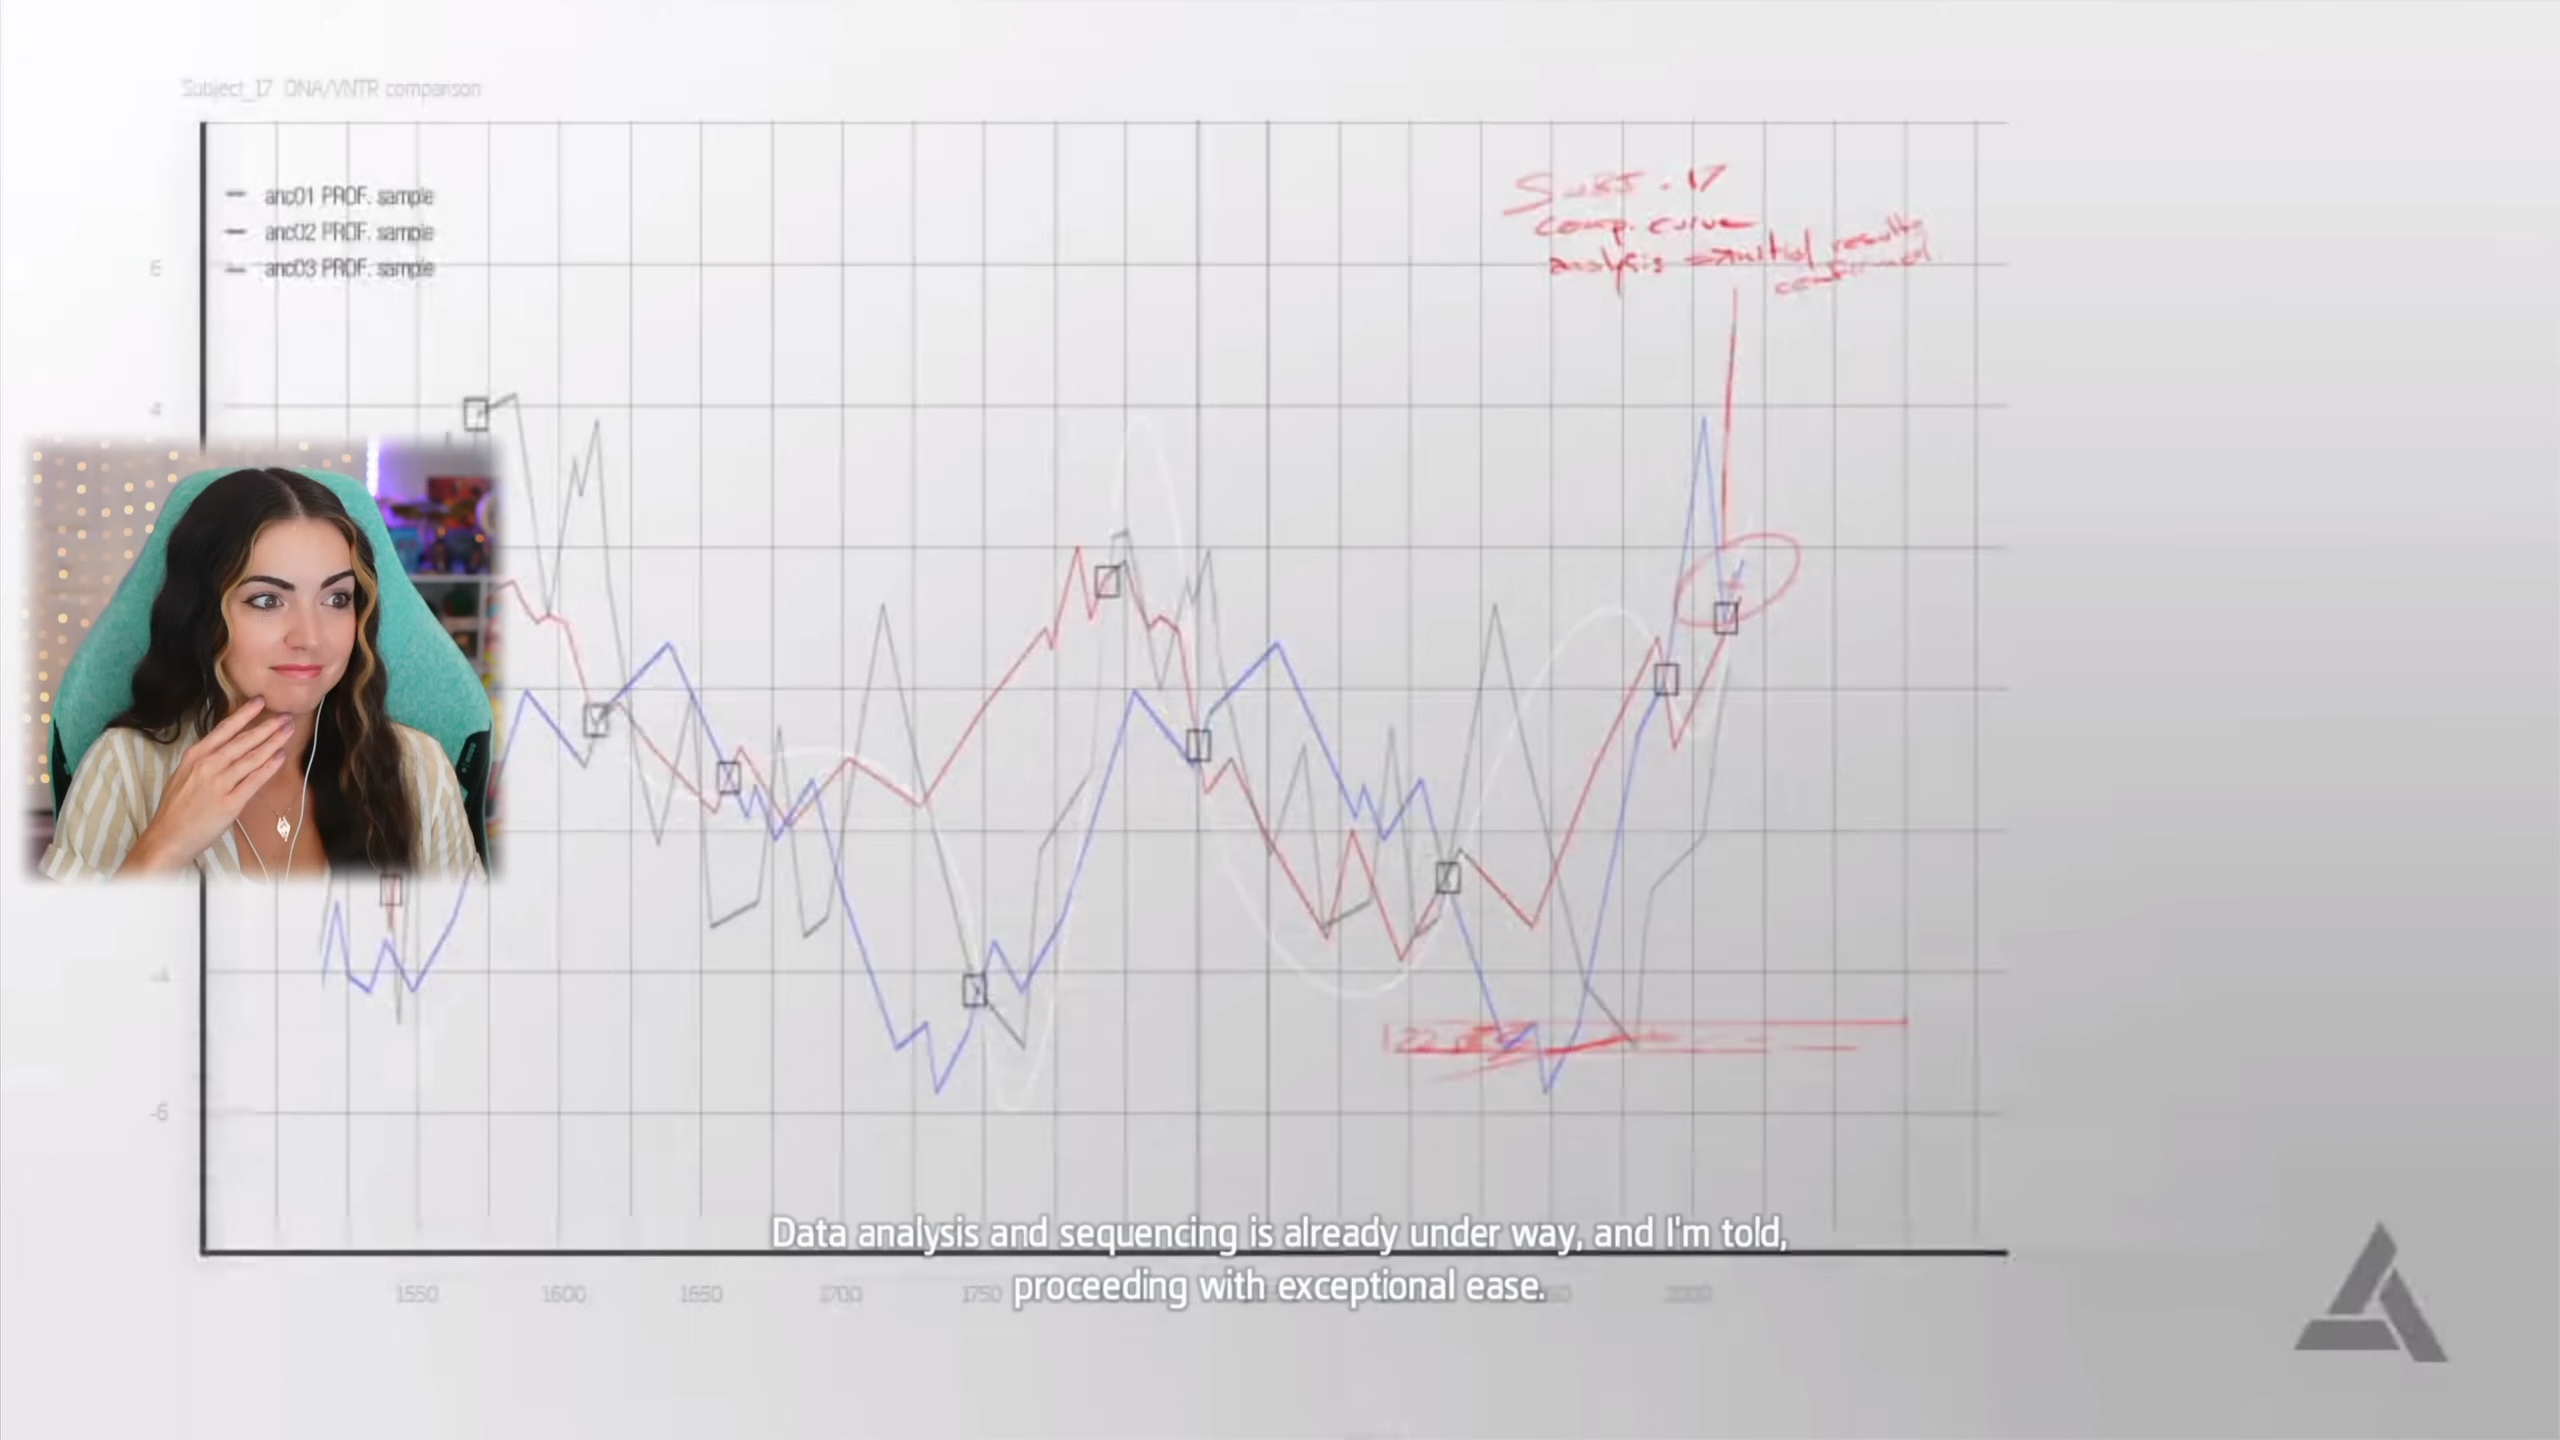 Subject_17 DNA/VNTR comparison
anc01 PROF. sample
anc02 PROF. sample
anc03 PROF. sample
SUBJ. 17
comp. curve
analysis → initial results
confirmed
6
4
-4
-6
1550
1600
1650
1700
1750
2000
Data analysis and sequencing is already under way, and I'm told,
proceeding with exceptional ease.